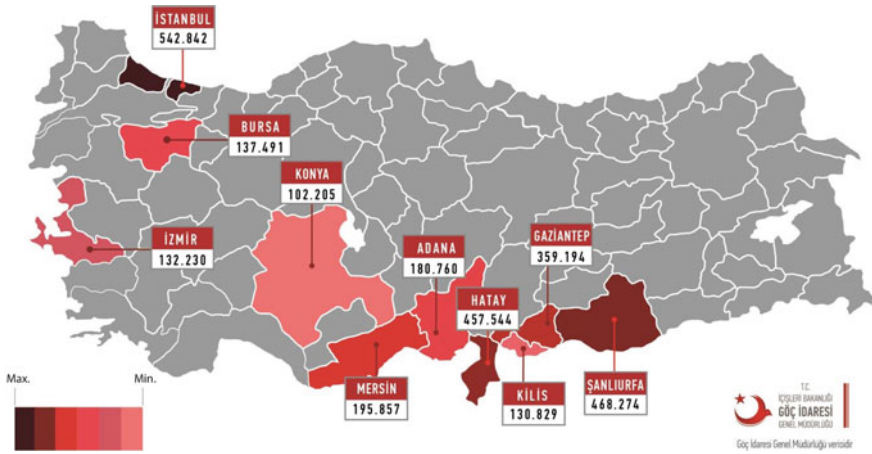 İSTANBUL
542.842
BURSA
137.491
KONYA
102.205
İZMİR
132.230
ADANA
180.760
GAZİANTEP
359.194
HATAY
457.544
MERSİN
195.857
KİLİS
130.829
ŞANLIURFA
468.274
Max.
Min.
T.C.
İÇİŞLERİ BAKANLIĞI
GÖÇ İDARESİ
GENEL MÜDÜRLÜĞÜ
Göç İdaresi Genel Müdürlüğü verisidir